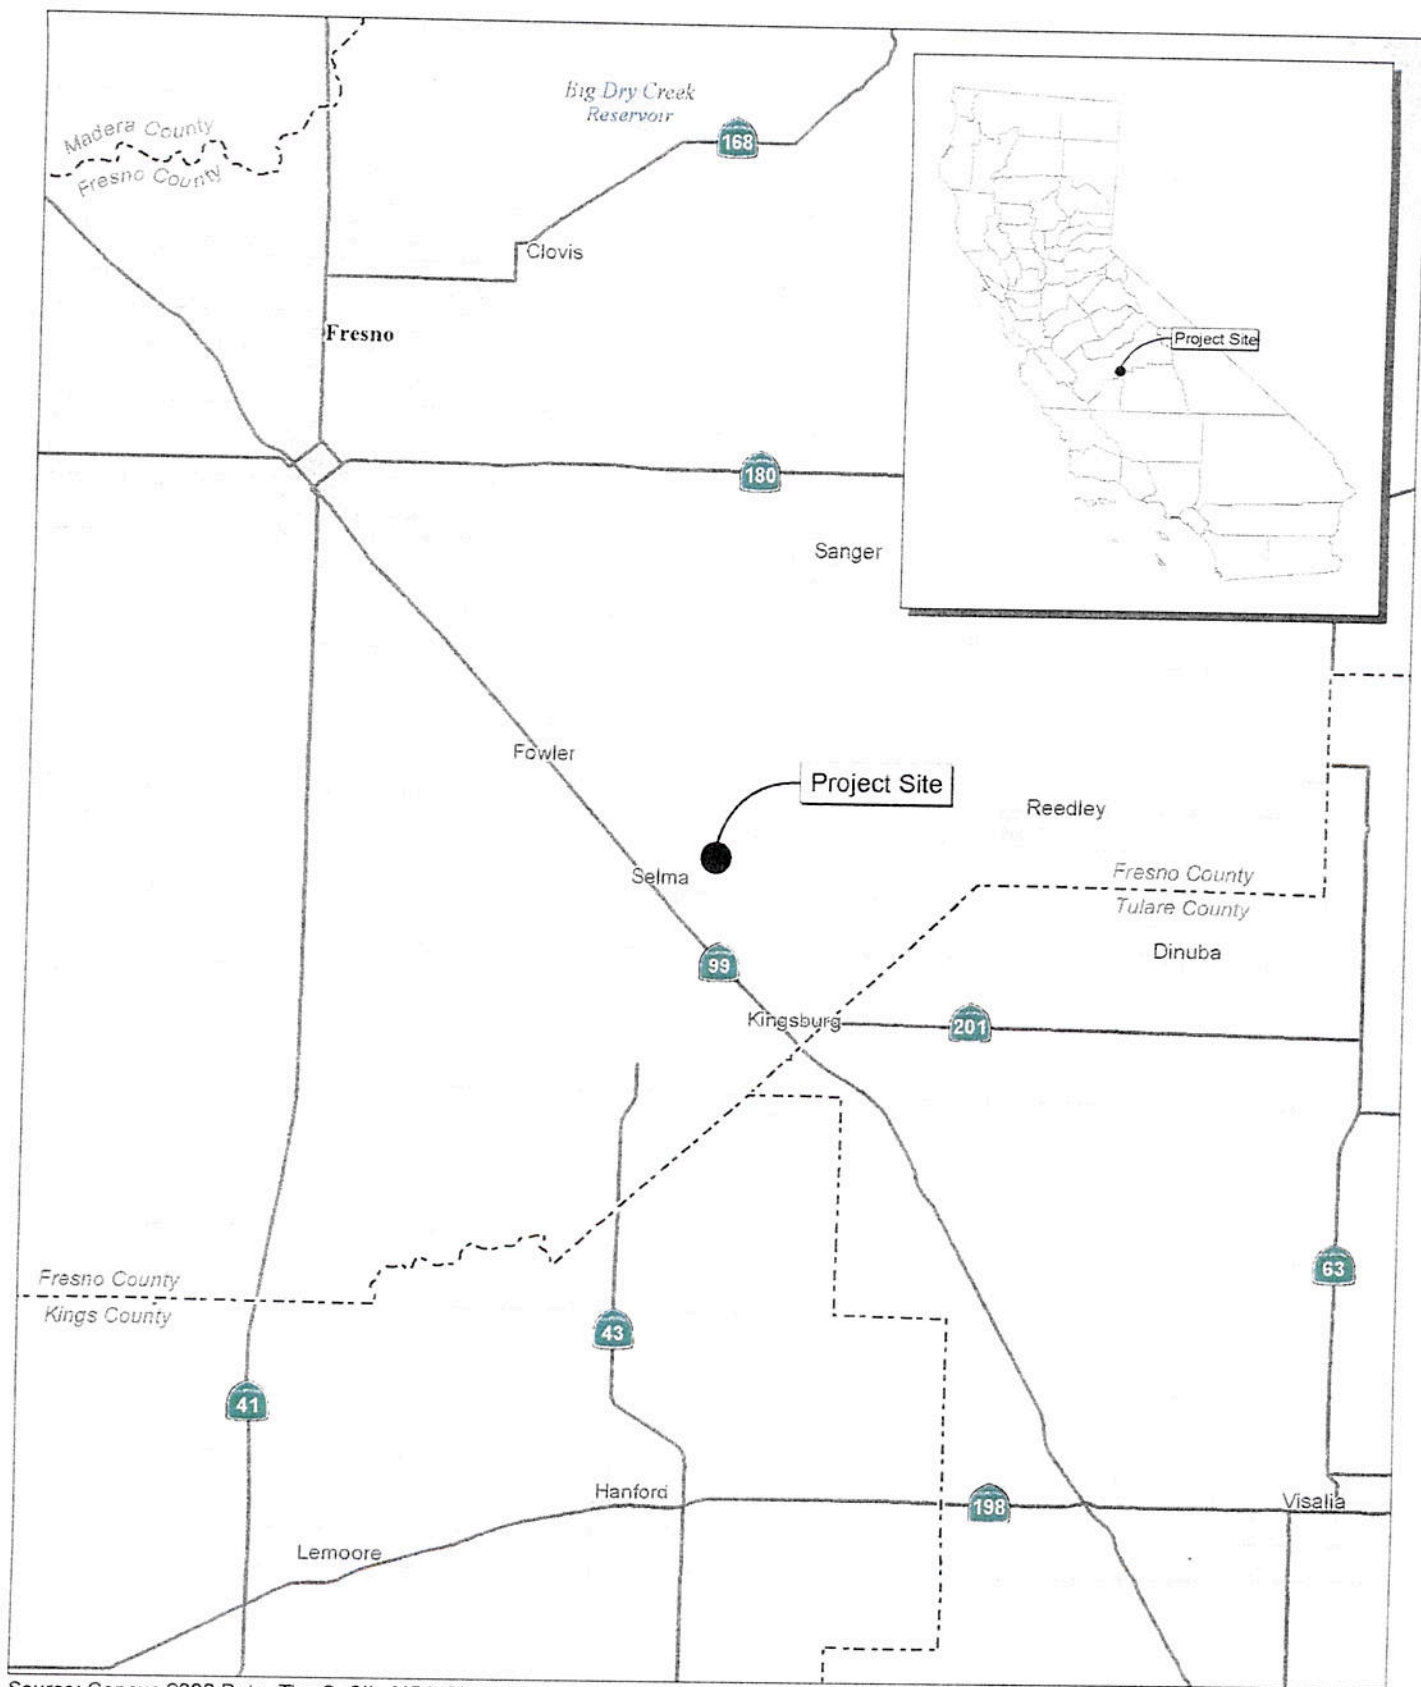 Big Dry Creek
Reservoir
Madera County
Fresno County
168
Clovis
Fresno
Project Site
180
Sanger
Fowler
Project Site
Reedley
Selma
Fresno County
Tulare County
Dinuba
99
Kingsburg
201
63
Fresno County
Kings County
43
41
Hanford
198
Visalia
Lemoore